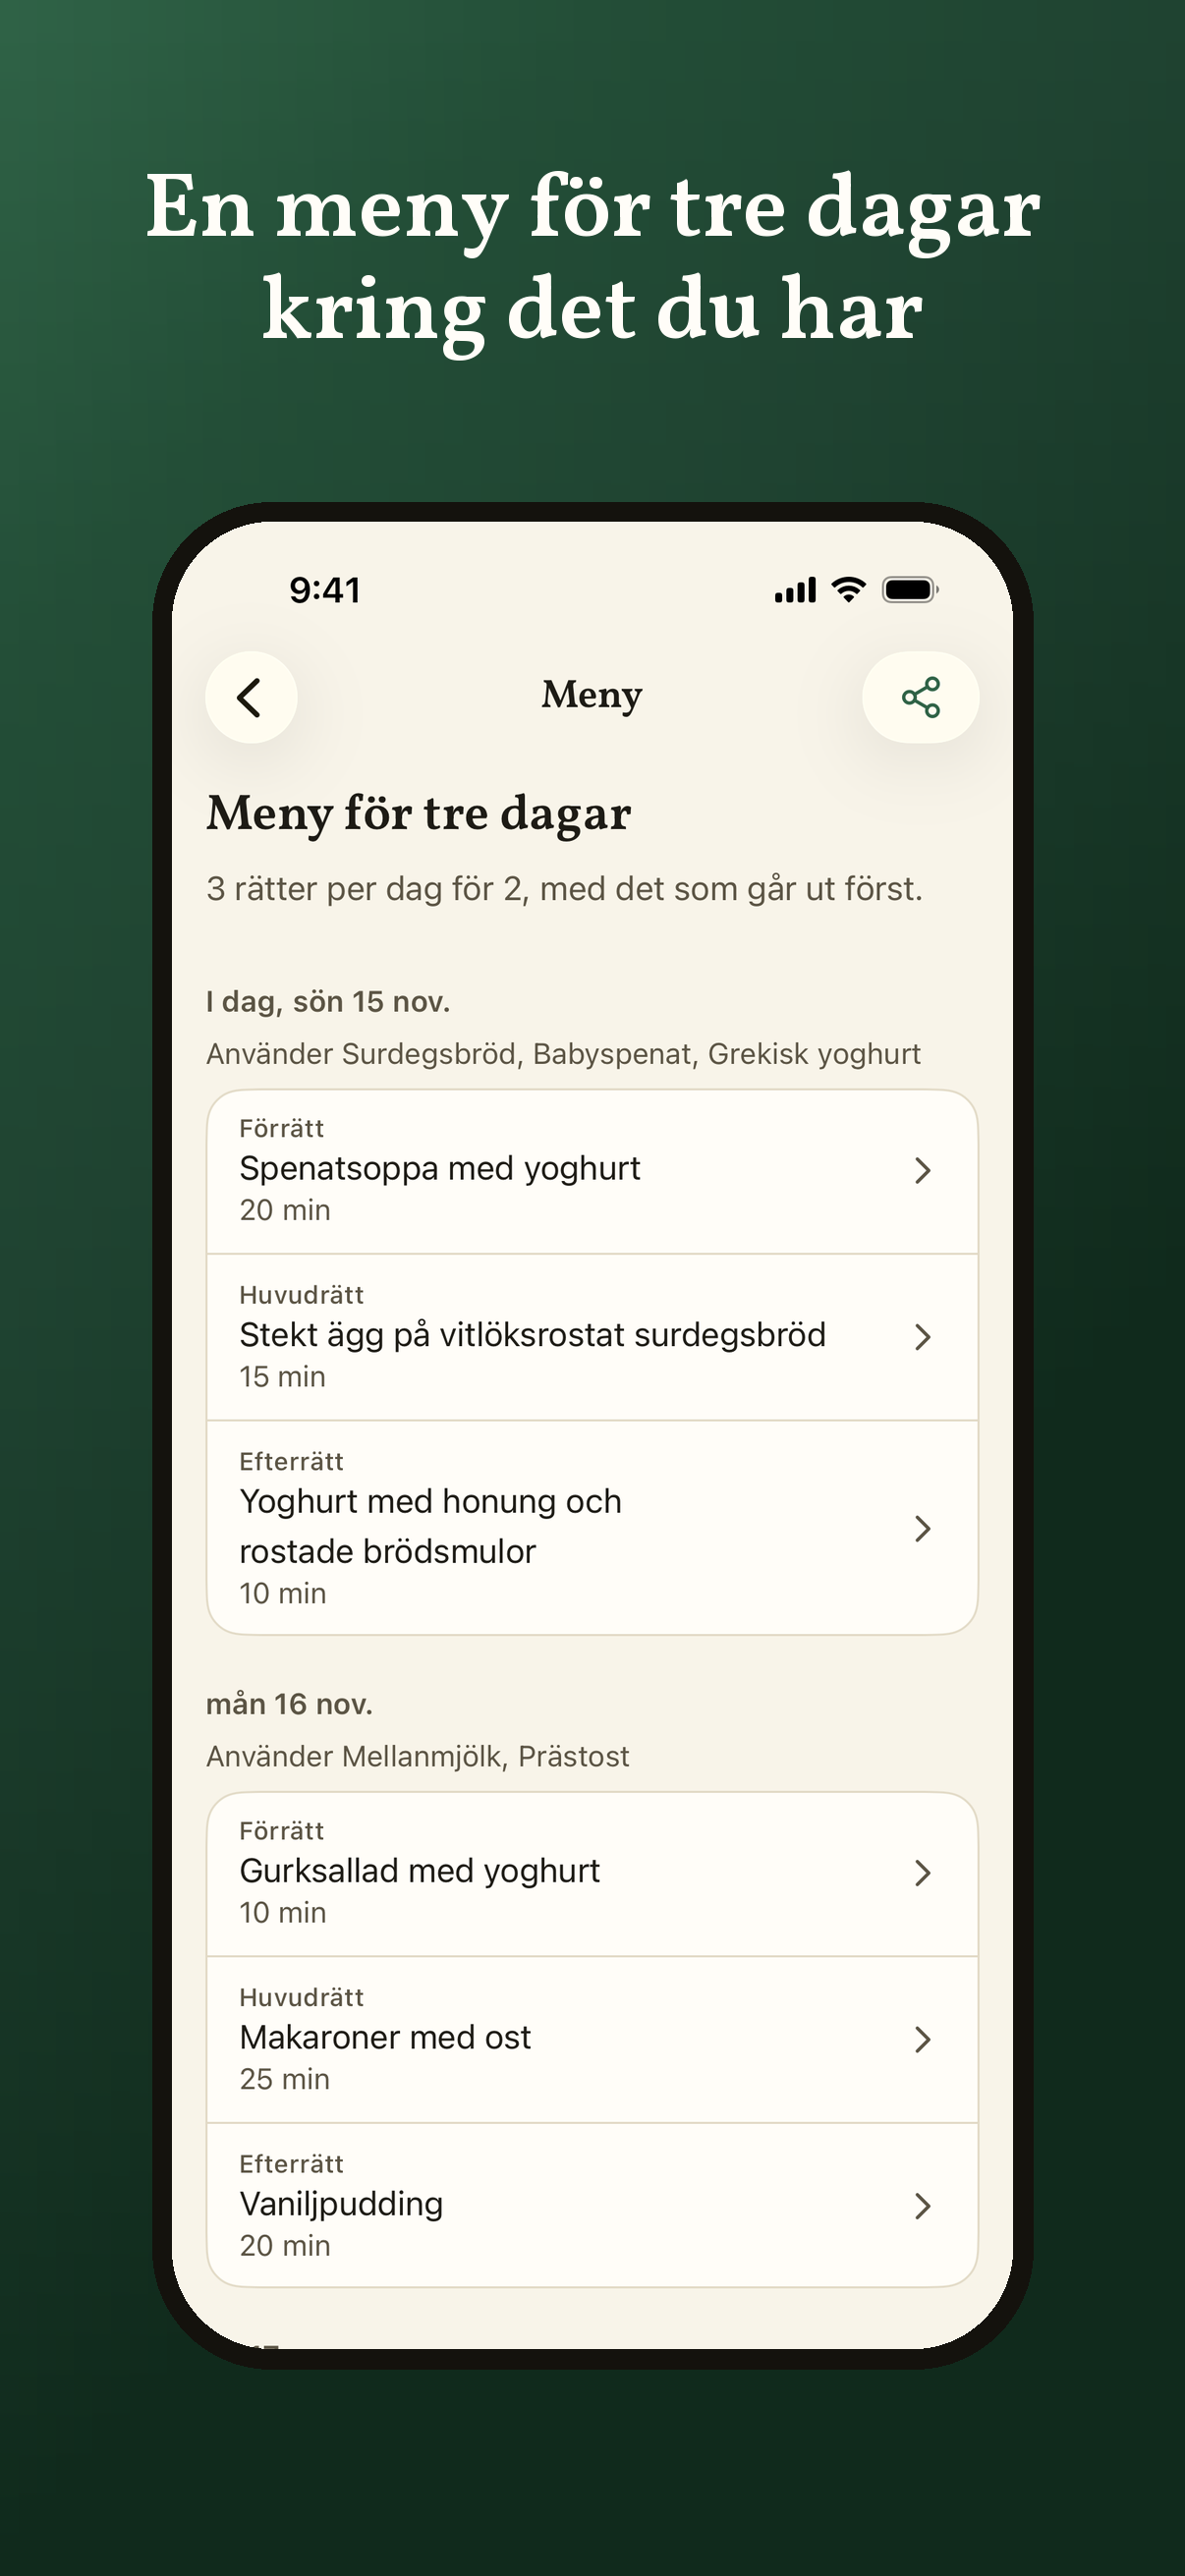 En meny för tre dagar
kring det du har
9:41
Meny
Meny för tre dagar
3 rätter per dag för 2, med det som går ut först.
I dag, sön 15 nov.
Använder Surdegsbröd, Babyspenat, Grekisk yoghurt
Förrätt
Spenatsoppa med yoghurt
20 min
Huvudrätt
Stekt ägg på vitlöksrostat surdegsbröd
15 min
Efterrätt
Yoghurt med honung och
rostade brödsmulor
10 min
mån 16 nov.
Använder Mellanmjölk, Prästost
Förrätt
Gurksallad med yoghurt
10 min
Huvudrätt
Makaroner med ost
25 min
Efterrätt
Vaniljpudding
20 min